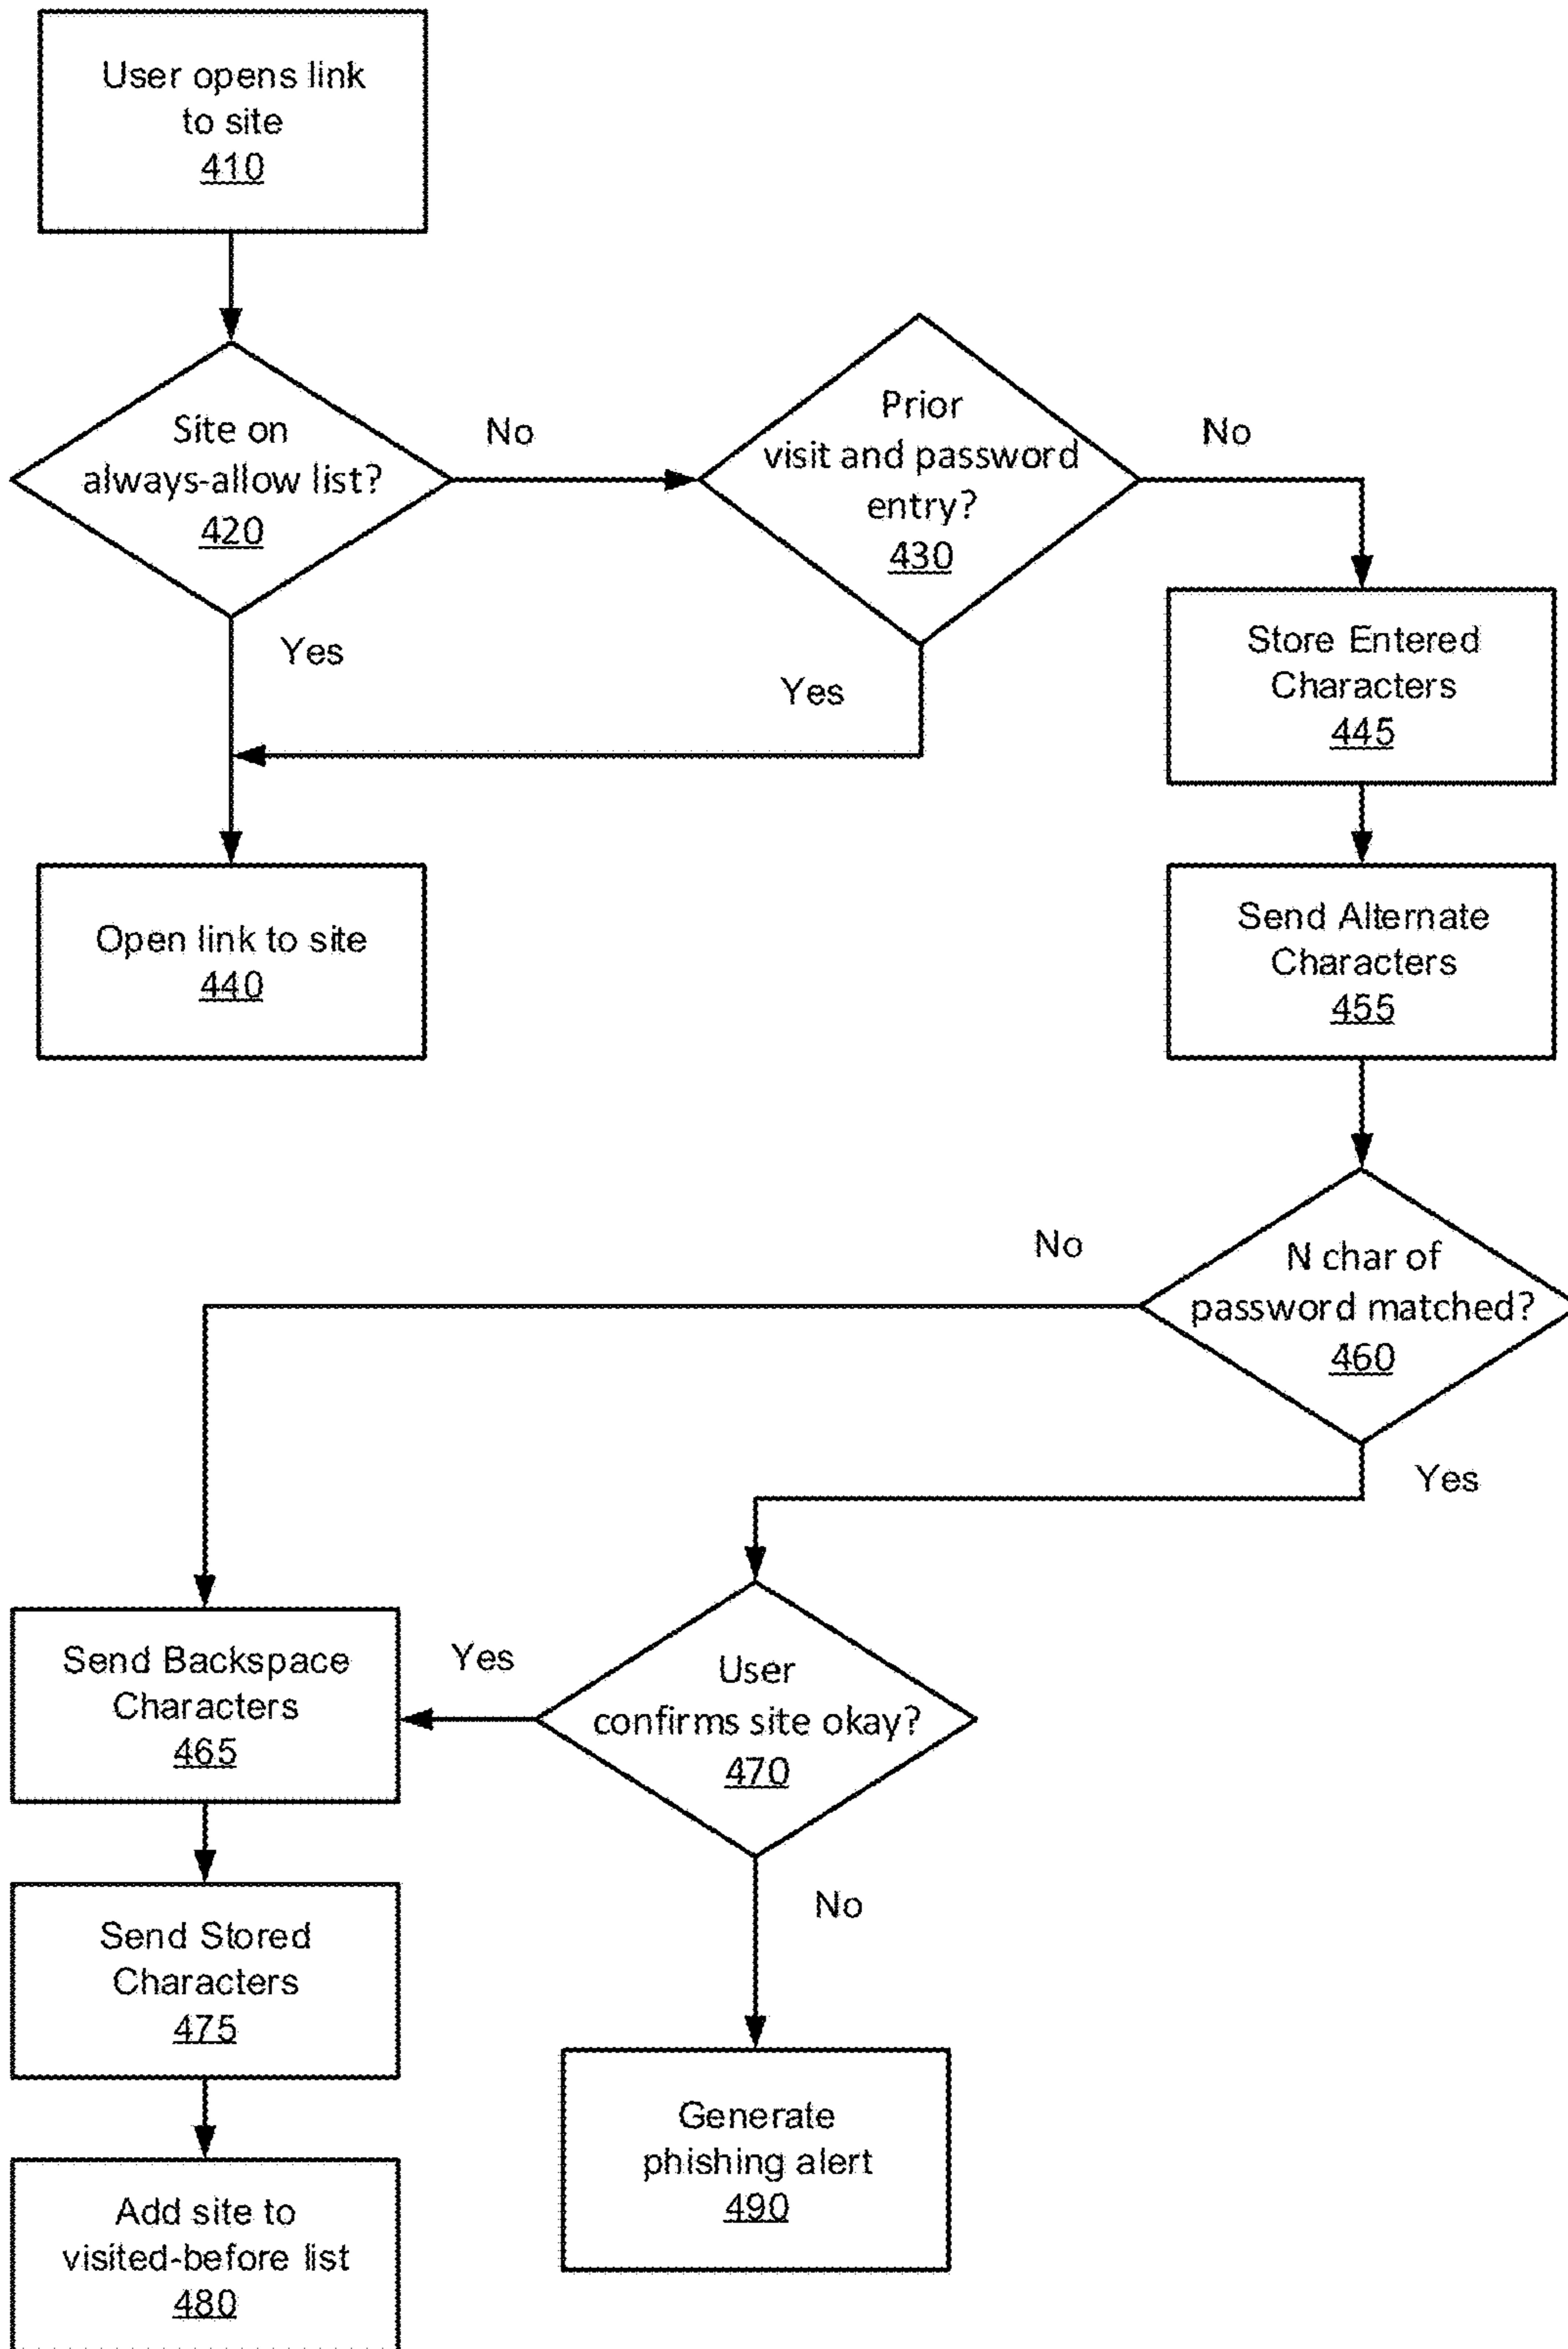 User opens link
to site
410
Site on
always-allow list?
420
No
Prior
visit and password
entry?
430
No
Yes
Yes
Store Entered
Characters
445
Open link to site
440
Send Alternate
Characters
455
No
N char of
password matched?
460
Yes
Send Backspace
Characters
465
Yes
User
confirms site okay?
470
No
Send Stored
Characters
475
Generate
phishing alert
490
Add site to
visited-before list
480